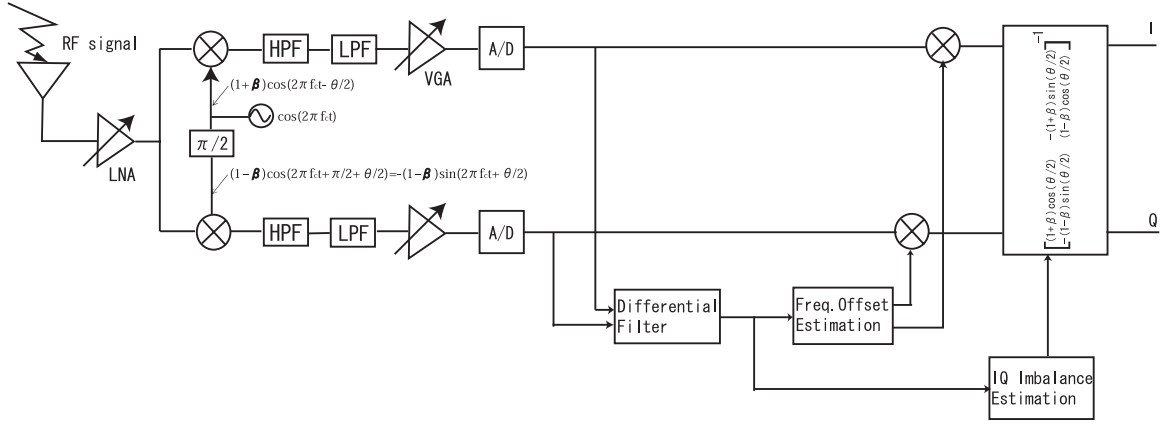 RF signal
LNA
HPF
LPF
VGA
A/D
(1+β)cos(2πfct-θ/2)
cos(2πfct)
π/2
(1-β)cos(2πfct+π/2+θ/2)=-(1-β)sin(2πfct+θ/2)
HPF
LPF
A/D
Differential
Filter
Freq.Offset
Estimation
IQ Imbalance
Estimation
[(1+β)cos(θ/2) -(1+β)sin(θ/2)
-(1-β)sin(θ/2) (1-β)cos(θ/2)]-1
I
Q